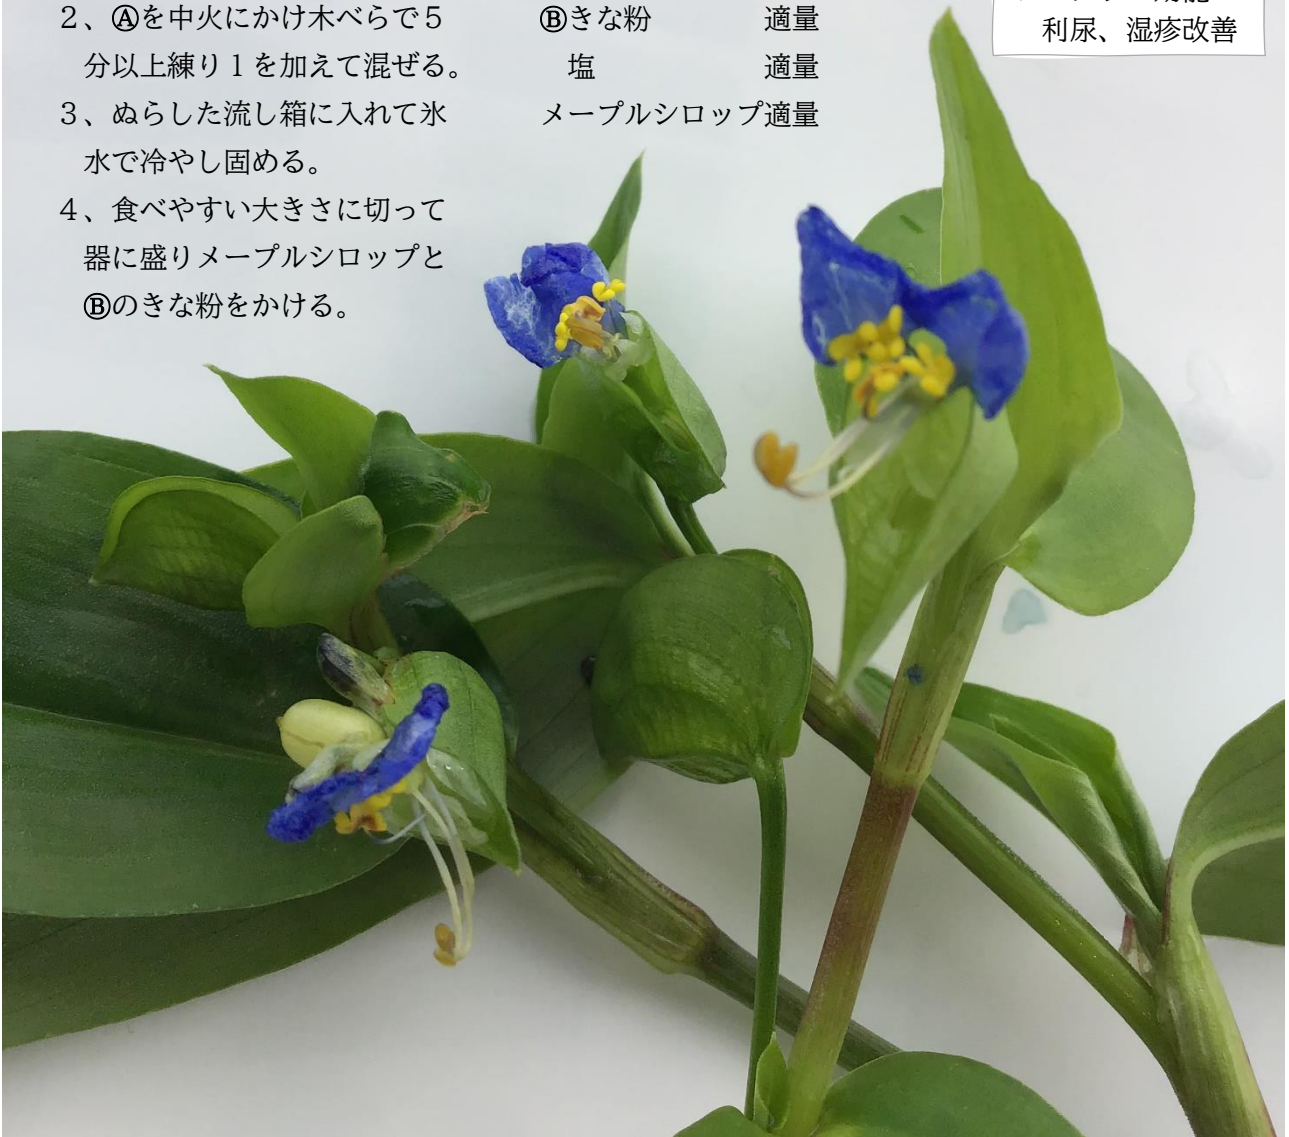 ２、Ⓐを中火にかけ木べらで５
分以上練り１を加えて混ぜる。
３、ぬらした流し箱に入れて氷
水で冷やし固める。
４、食べやすい大きさに切って
器に盛りメープルシロップと
Ⓑのきな粉をかける。
Ⓑきな粉　適量
塩　適量
メープルシロップ適量
利尿、湿疹改善